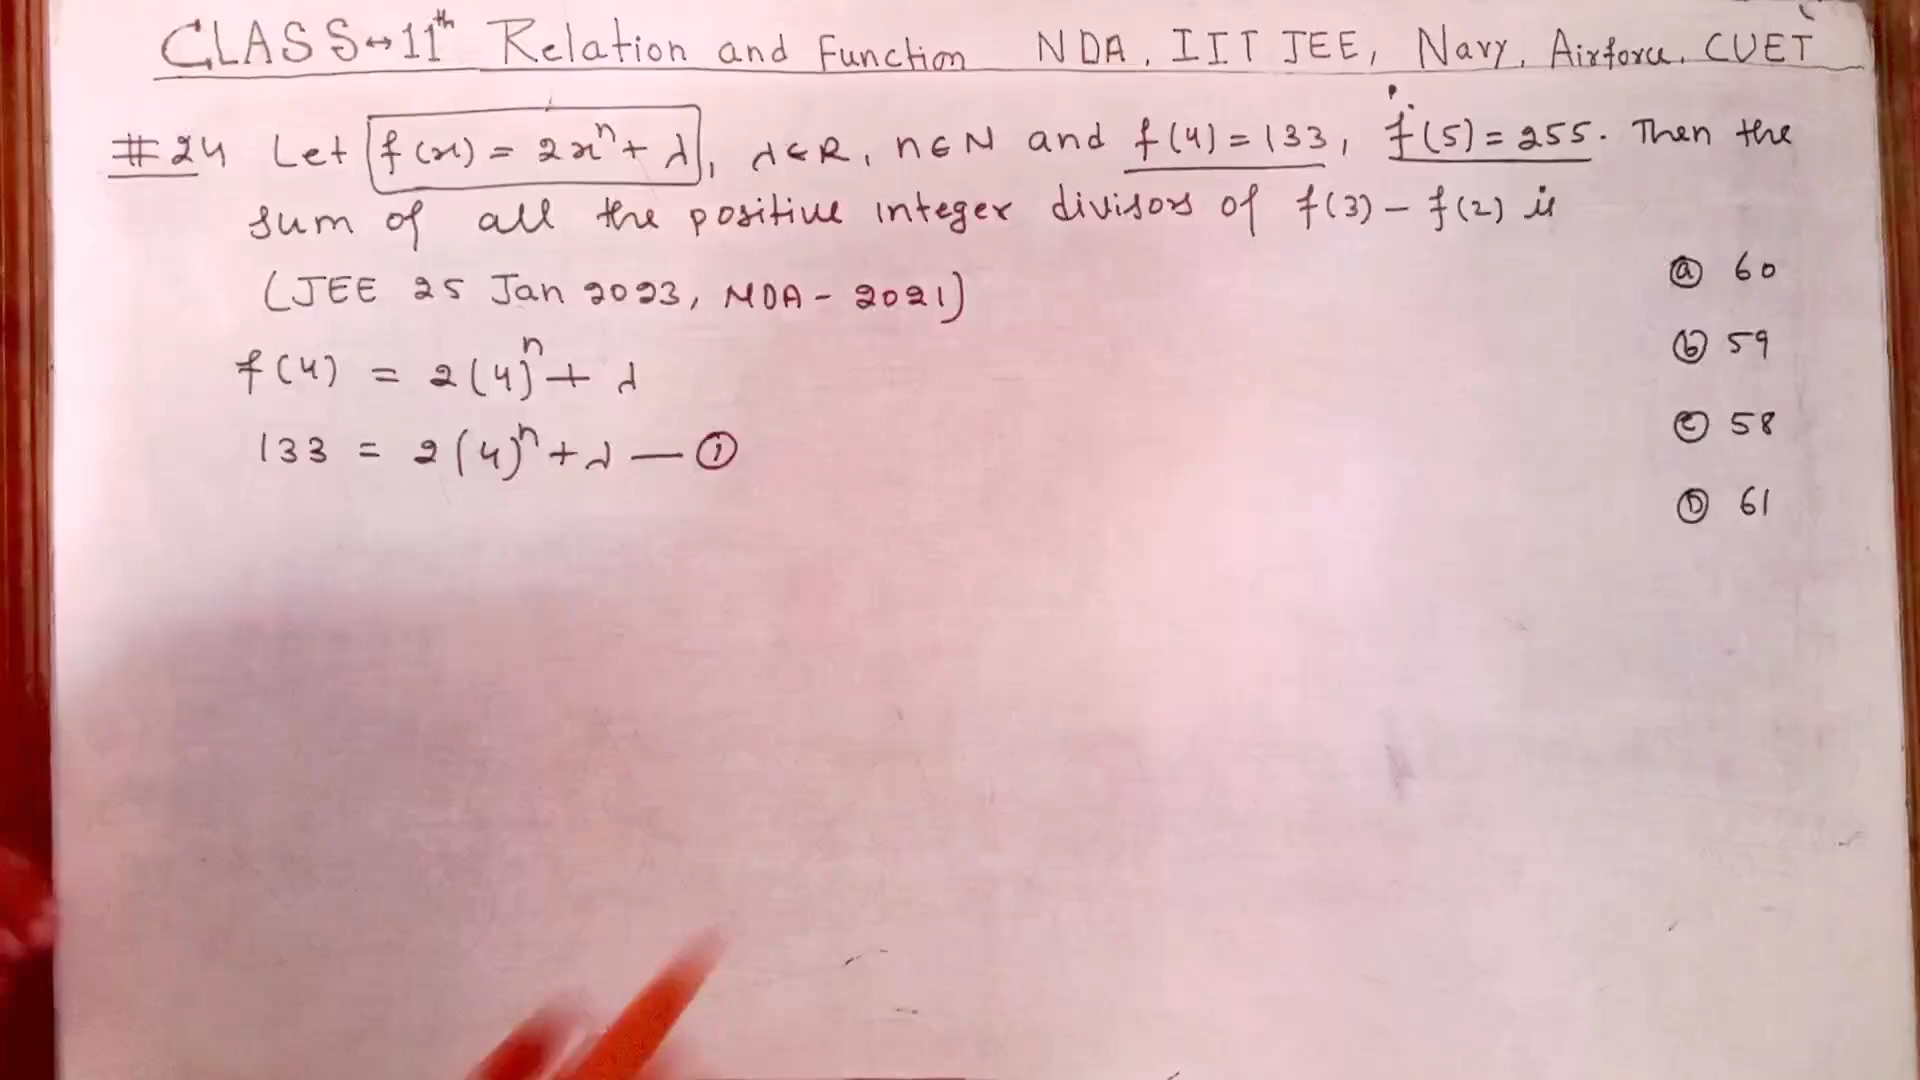 CLASS↔11th Relation and Function NDA, IIT JEE, Navy, Airforce, CUET
#24 Let f(x) = 2xⁿ + λ, λ∈R, n∈N and f(4) = 133, f(5) = 255. Then the
sum of all the positive integer divisors of f(3) - f(2) is
(a) 60
(JEE 25 Jan 2023, NDA - 2021)
(b) 59
f(4) = 2(4)ⁿ + λ
(c) 58
133 = 2(4)ⁿ + λ — ①
(D) 61